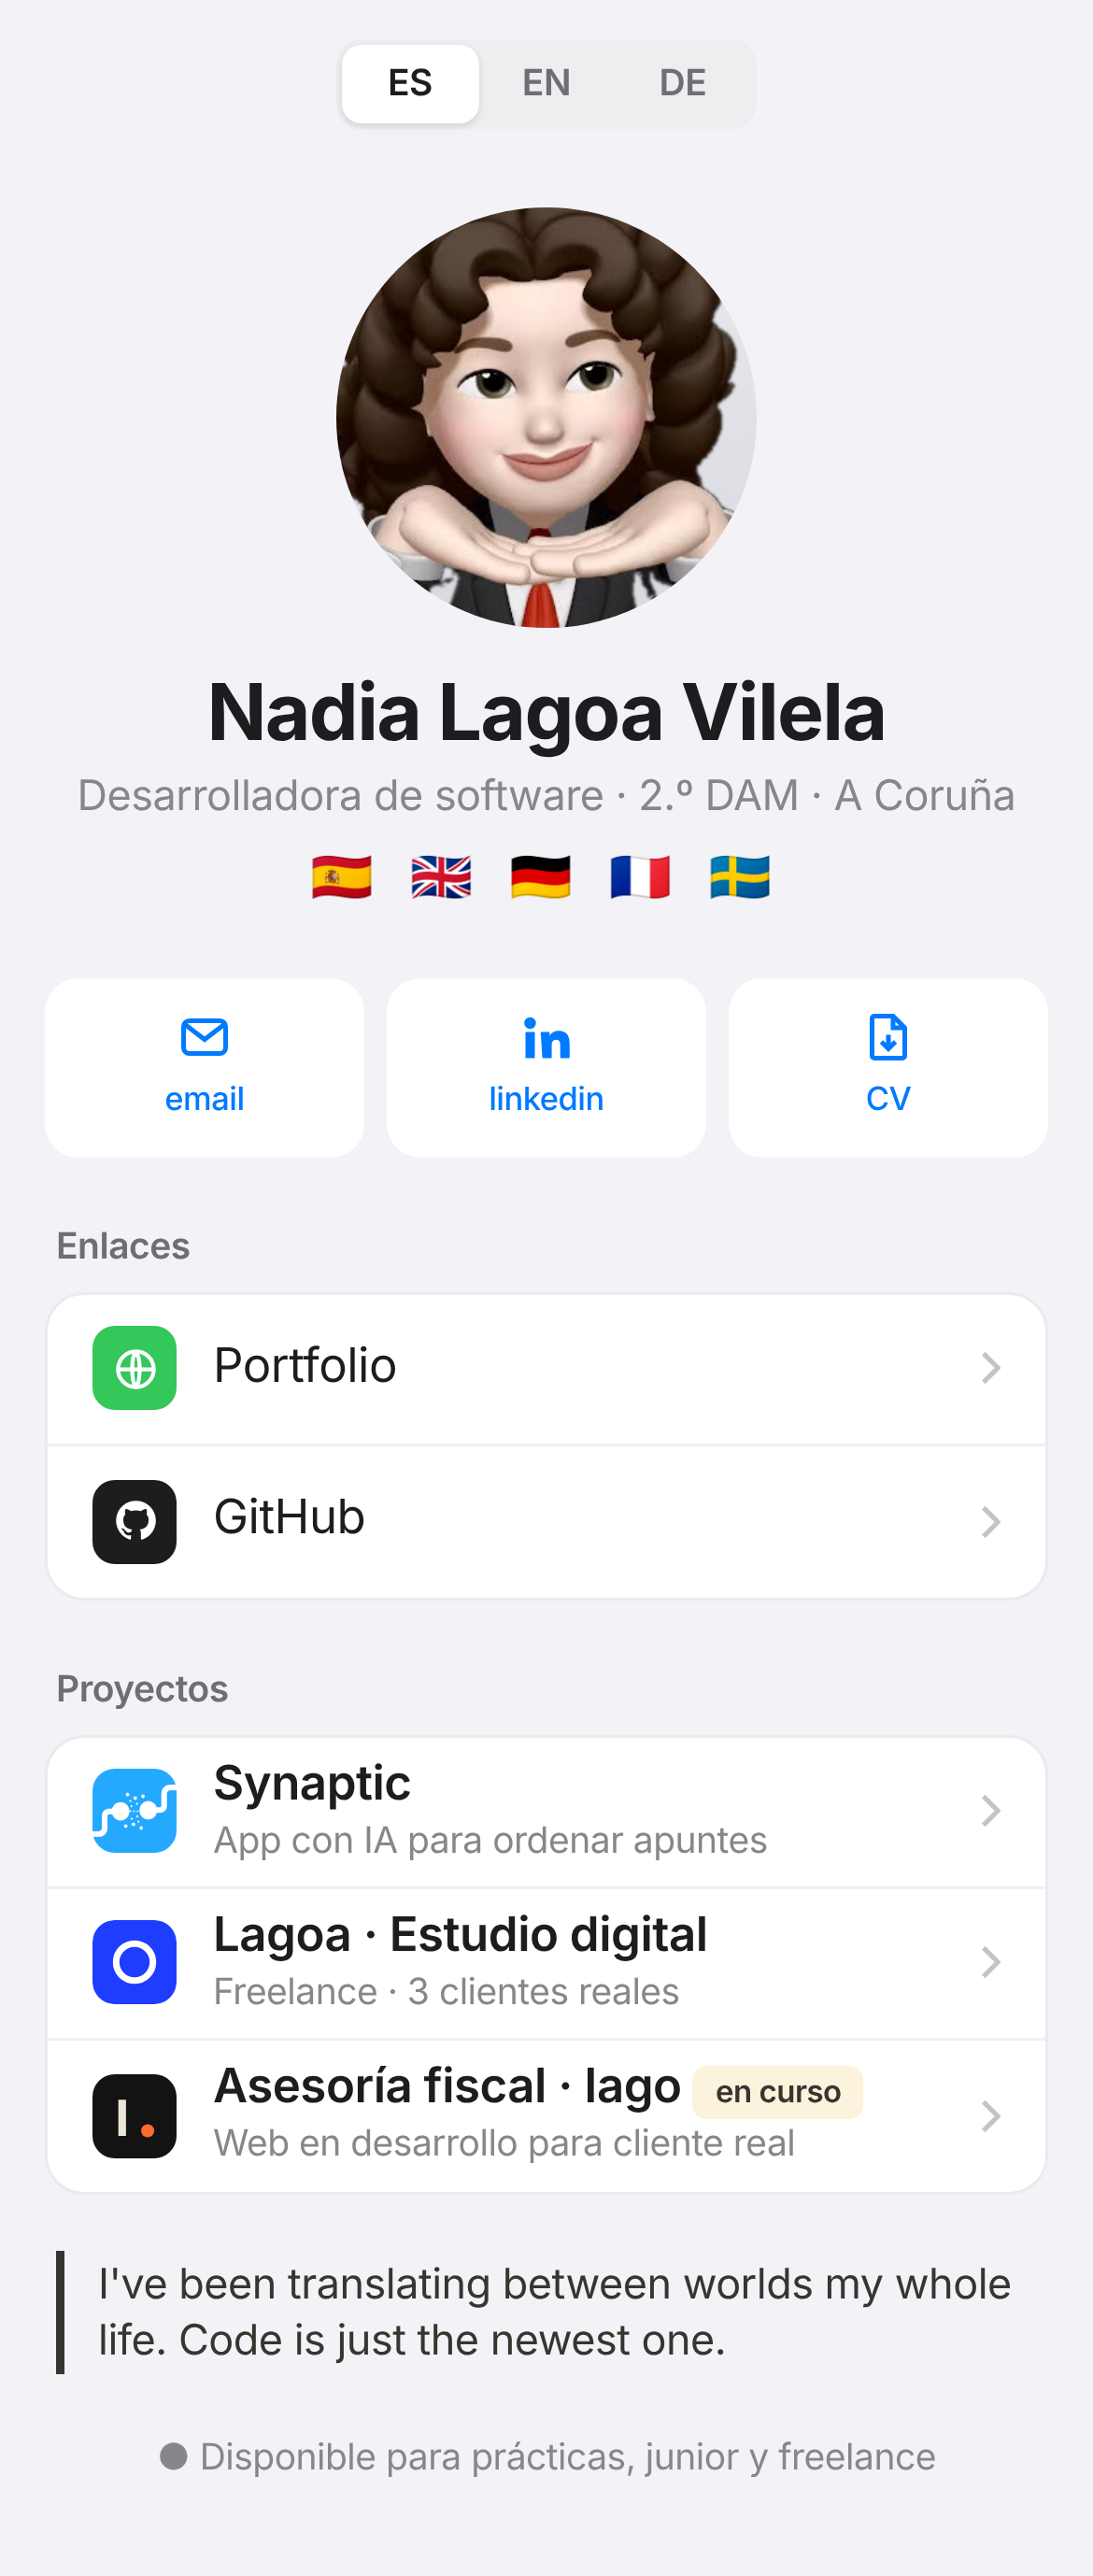 ES EN DE
Nadia Lagoa Vilela
Desarrolladora de software · 2.º DAM · A Coruña
email
linkedin
CV
Enlaces
Portfolio
GitHub
Proyectos
Synaptic
App con IA para ordenar apuntes
Lagoa · Estudio digital
Freelance · 3 clientes reales
Asesoría fiscal · Iago en curso
Web en desarrollo para cliente real
I've been translating between worlds my whole
life. Code is just the newest one.
Disponible para prácticas, junior y freelance